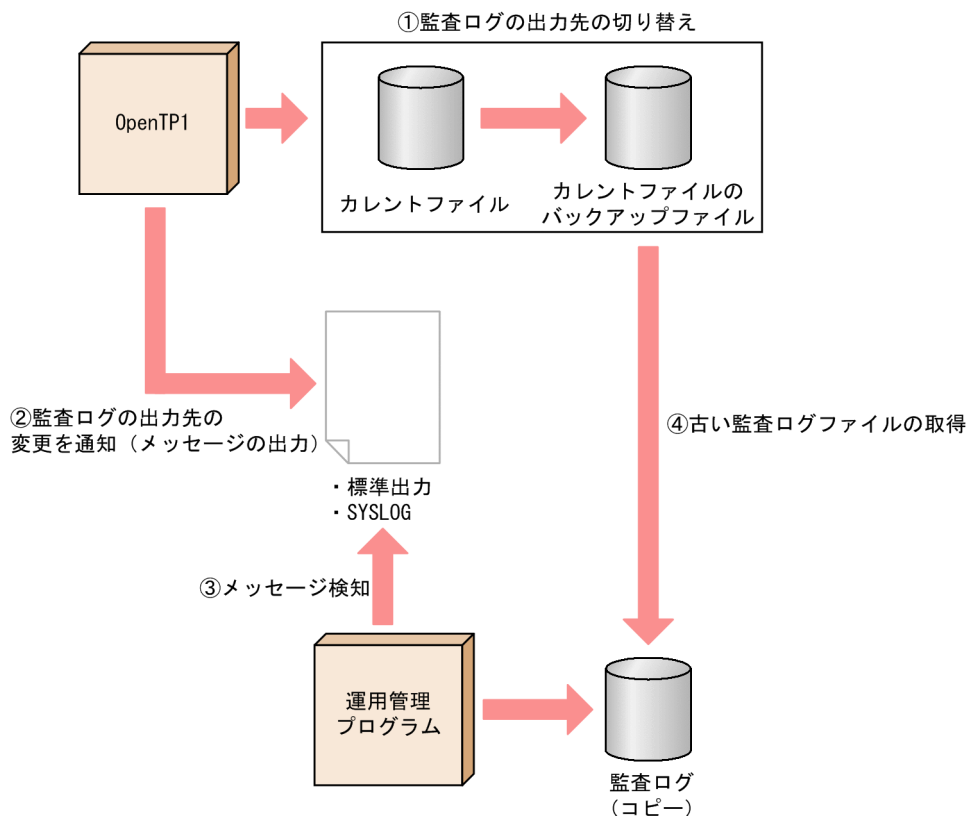 ①監査ログの出力先の切り替え
OpenTP1
カレントファイル
カレントファイルの
バックアップファイル
②監査ログの出力先の
変更を通知（メッセージの出力）
・標準出力
・SYSLOG
④古い監査ログファイルの取得
③メッセージ検知
運用管理
プログラム
監査ログ
（コピー）